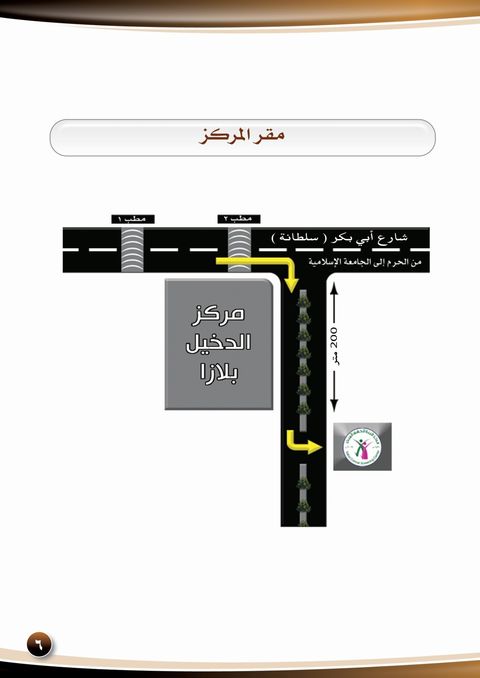 مقر المركز
مطب ٢
مطب ١
شارع أبي بكر ( سلطانة )
من الحرم إلى الجامعة الإسلامية
مركز
الدخيل
بلازا
200 متر
٦